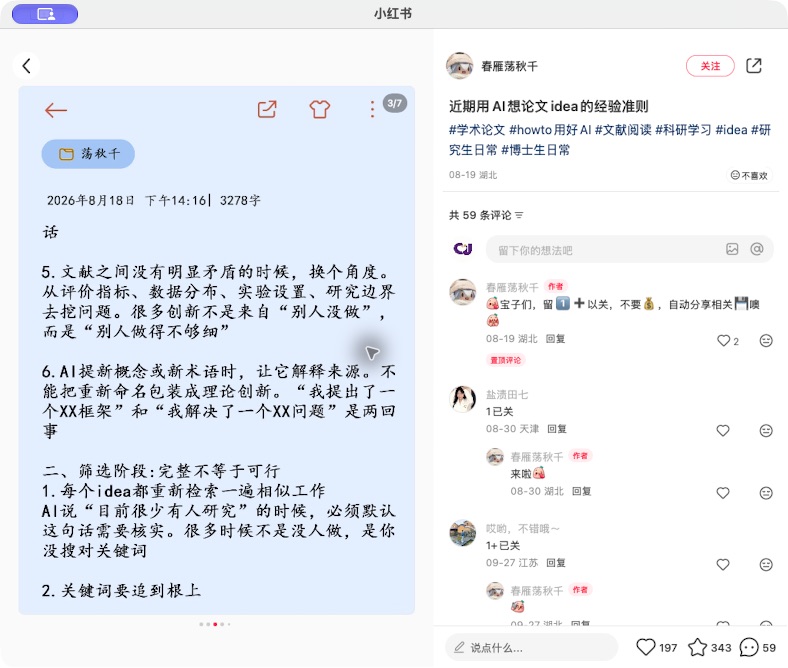 小红书
3/7
荡秋千
2026年8月18日 下午14:16| 3278字
话
5.文献之间没有明显矛盾的时候，换个角度。
从评价指标、数据分布、实验设置、研究边界
去挖问题。很多创新不是来自“别人没做”，
而是“别人做得不够细”
6.AI提新概念或新术语时，让它解释来源。不
能把重新命名包装成理论创新。“我提出了一
个XX框架”和“我解决了一个XX问题”是两回
事
二、筛选阶段:完整不等于可行
1.每个idea都重新检索一遍相似工作
AI说“目前很少有人研究”的时候，必须默认
这句话需要核实。很多时候不是没人做，是你
没搜对关键词
2.关键词要追到根上
春雁荡秋千
关注
近期用AI想论文idea的经验准则
#学术论文 #howto用好AI #文献阅读 #科研学习 #idea #研
究生日常 #博士生日常
08-19 湖北
不喜欢
共 59 条评论
CJ
留下你的想法吧
春雁荡秋千 作者
宝子们，留1️⃣➕以关，不要💰，自动分享相关💾噢
08-19 湖北 回复
2
置顶评论
盐渍田七
1已关
08-30 天津 回复
春雁荡秋千 作者
来啦
08-30 湖北 回复
哎哟，不错哦～
1+已关
09-27 江苏 回复
春雁荡秋千 作者
09-27 湖北 回复
说点什么...
197
343
59